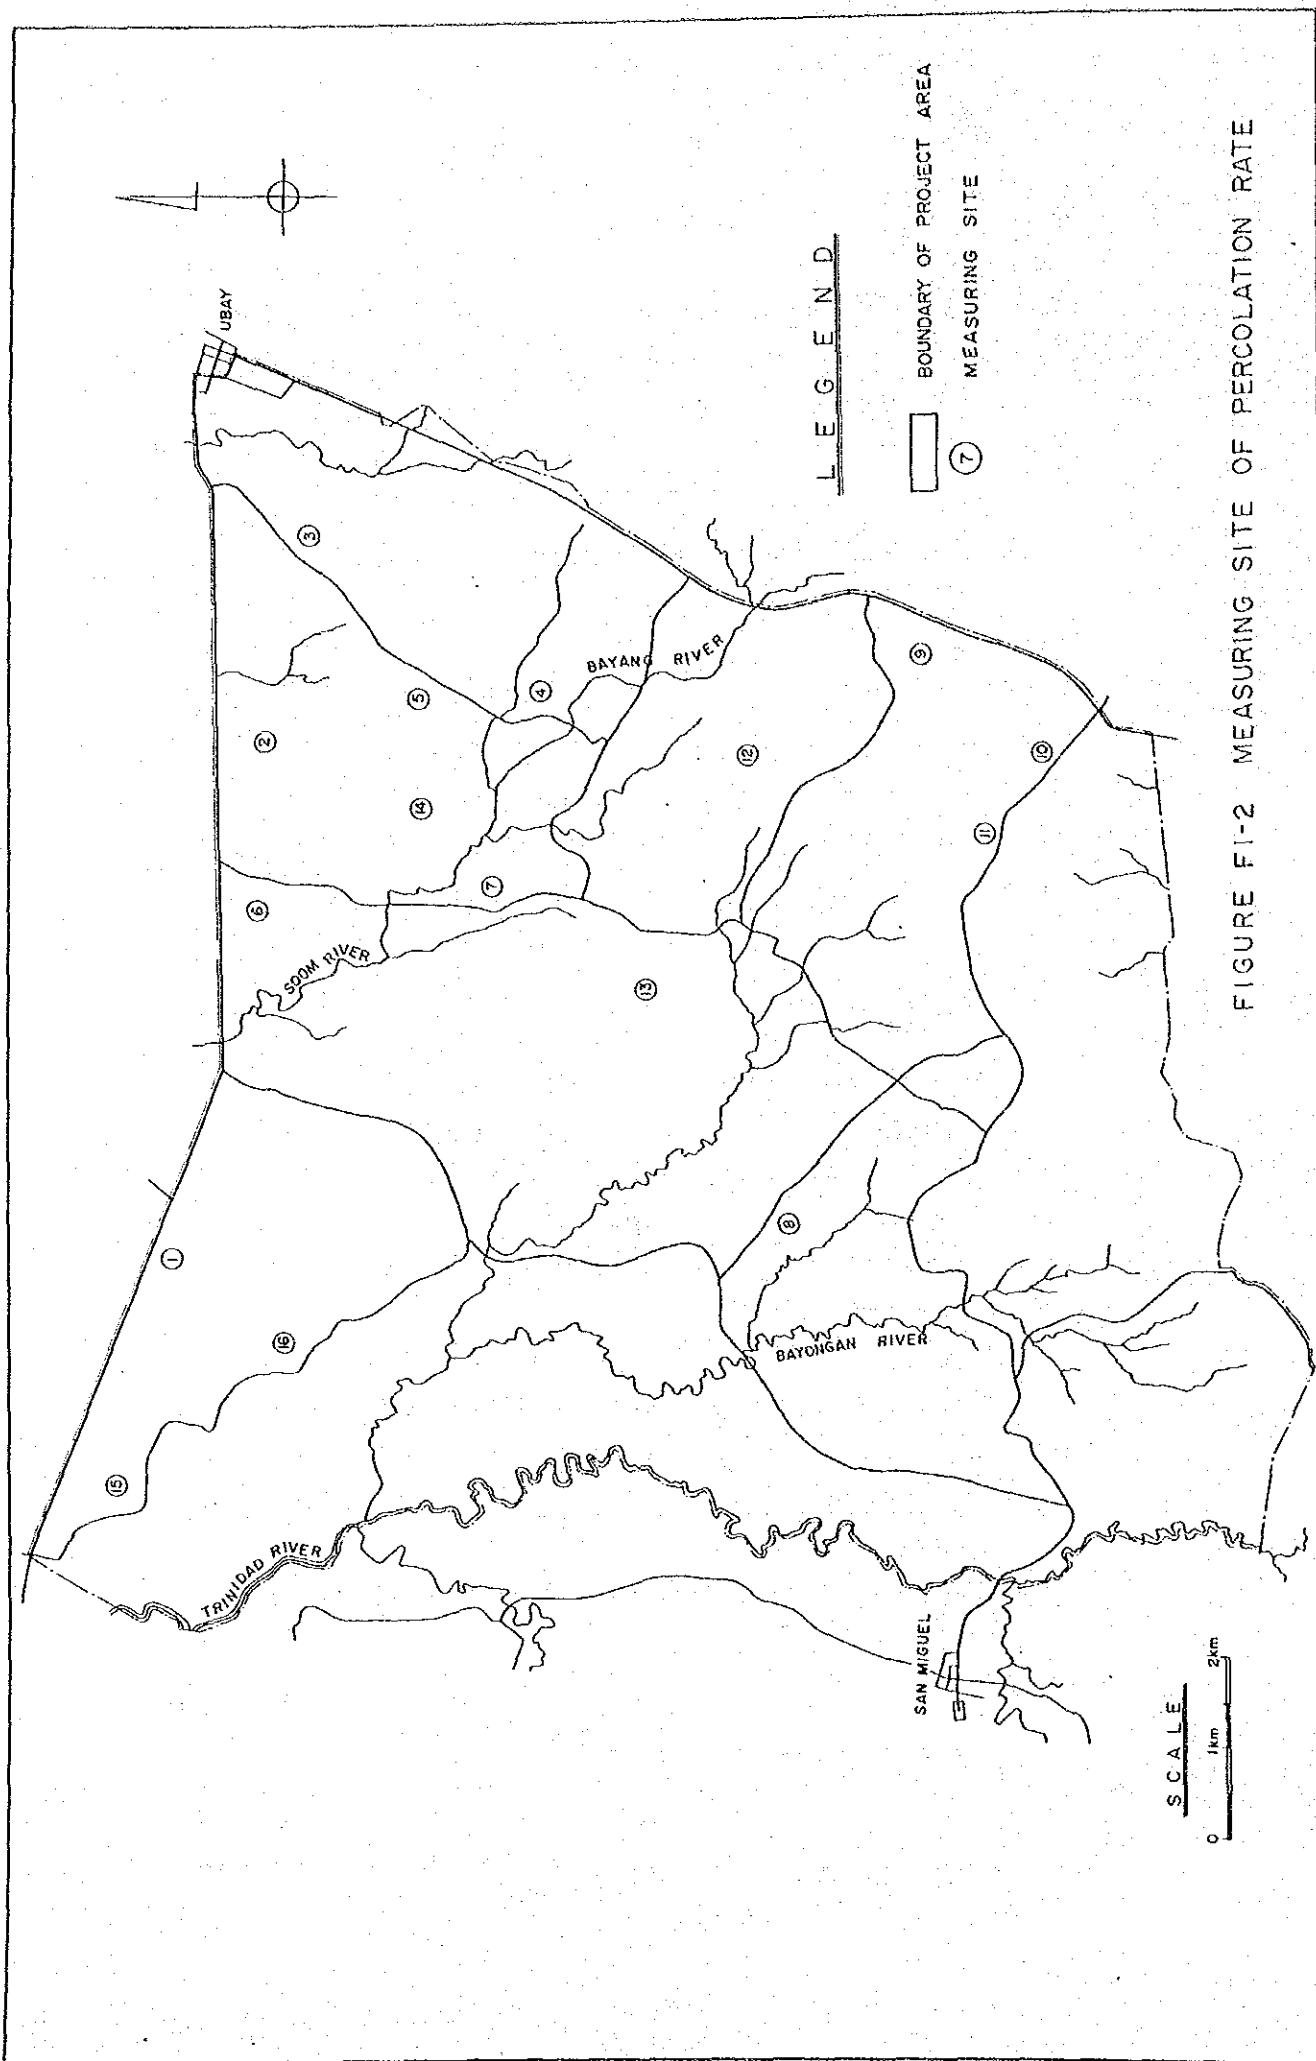 UBAY
③
②
⑤
④
BAYANG RIVER
⑭
⑦
⑥
SOOM RIVER
⑫
⑨
⑩
⑪
⑬
①
⑧
⑯
BAYONGAN RIVER
⑮
TRINIDAD RIVER
SAN MIGUEL
LEGEND
BOUNDARY OF PROJECT AREA
⑦ MEASURING SITE
SCALE
0 1km 2km
FIGURE F1-2 MEASURING SITE OF PERCOLATION RATE